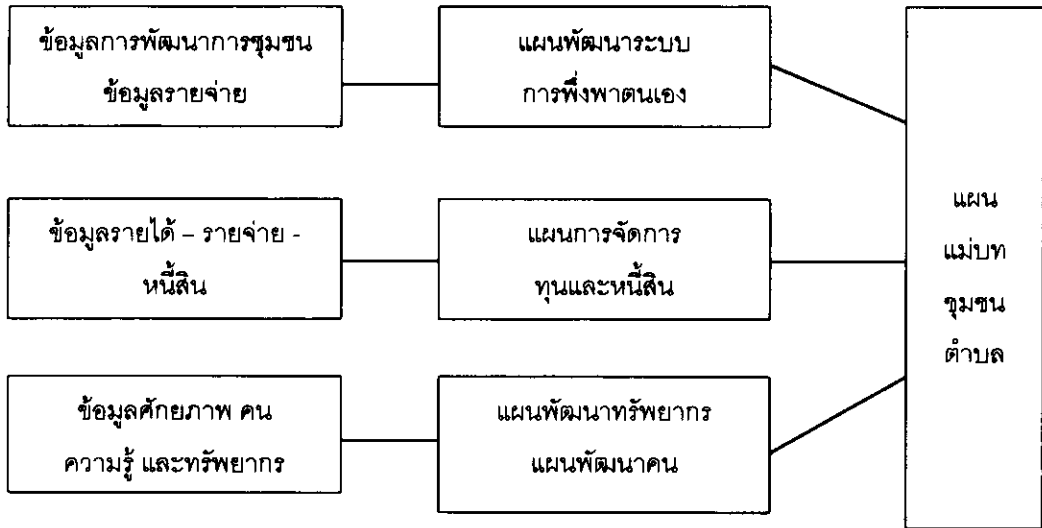 ข้อมูลการพัฒนาการชุมชน
ข้อมูลรายจ่าย
แผนพัฒนาระบบ
การพึ่งพาตนเอง
ข้อมูลรายได้ – รายจ่าย -
หนี้สิน
แผนการจัดการ
ทุนและหนี้สิน
ข้อมูลศักยภาพ คน
ความรู้ และทรัพยากร
แผนพัฒนาทรัพยากร
แผนพัฒนาคน
แผน
แม่บท
ชุมชน
ตำบล